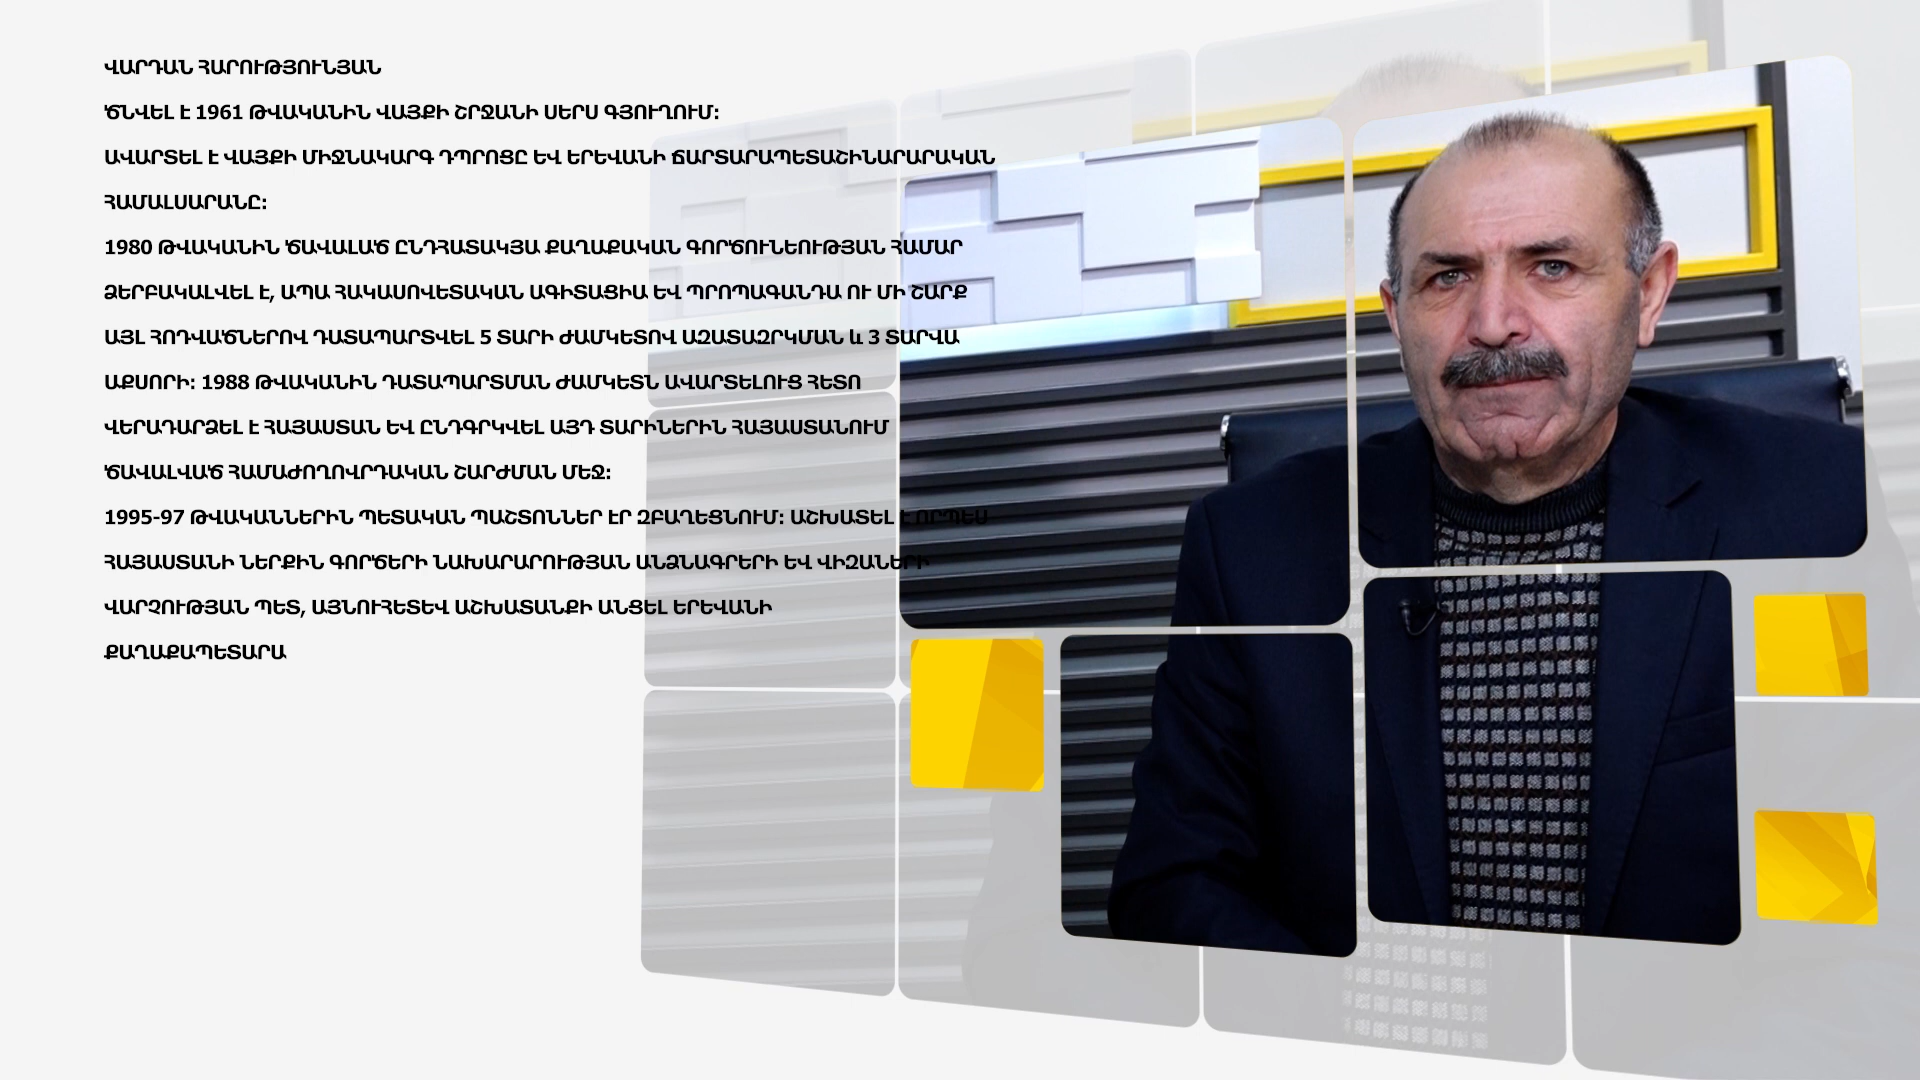 ՎԱՐԴԱՆ ՀԱՐՈՒԹՅՈՒՆՅԱՆ
ԾՆՎԵԼ Է 1961 ԹՎԱԿԱՆԻՆ ՎԱՅՔԻ ՇՐՋԱՆԻ ՍԵՐՍ ԳՅՈՒՂՈՒՄ:
ԱՎԱՐՏԵԼ Է ՎԱՅՔԻ ՄԻՋՆԱԿԱՐԳ ԴՊՐՈՑԸ ԵՎ ԵՐԵՎԱՆԻ ՃԱՐՏԱՐԱՊԵՏԱՇԻՆԱՐԱՐԱԿԱՆ
ՀԱՄԱԼՍԱՐԱՆԸ:
1980 ԹՎԱԿԱՆԻՆ ԾԱՎԱԼԱԾ ԸՆԴՀԱՏԱԿՅԱ ՔԱՂԱՔԱԿԱՆ ԳՈՐԾՈՒՆԵՈՒԹՅԱՆ ՀԱՄԱՐ
ՁԵՐԲԱԿԱԼՎԵԼ Է, ԱՊԱ ՀԱԿԱՍՈՎԵՏԱԿԱՆ ԱԳԻՏԱՑԻԱ ԵՎ ՊՐՈՊԱԳԱՆԴԱ ՈՒ ՄԻ ՇԱՐՔ
ԱՅԼ ՀՈԴՎԱԾՆԵՐՈՎ ԴԱՏԱՊԱՐՏՎԵԼ 5 ՏԱՐԻ ԺԱՄԿԵՏՈՎ ԱԶԱՏԱԶՐԿՄԱՆ և 3 ՏԱՐՎԱ
ԱՔՍՈՐԻ: 1988 ԹՎԱԿԱՆԻՆ ԴԱՏԱՊԱՐՏՄԱՆ ԺԱՄԿԵՏՆ ԱՎԱՐՏԵԼՈՒՑ ՀԵՏՈ
ՎԵՐԱԴԱՐՁԵԼ Է ՀԱՅԱՍՏԱՆ ԵՎ ԸՆԴԳՐԿՎԵԼ ԱՅԴ ՏԱՐԻՆԵՐԻՆ ՀԱՅԱՍՏԱՆՈՒՄ
ԾԱՎԱԼՎԱԾ ՀԱՄԱԺՈՂՈՎՐԴԱԿԱՆ ՇԱՐԺՄԱՆ ՄԵՋ:
1995-97 ԹՎԱԿԱՆՆԵՐԻՆ ՊԵՏԱԿԱՆ ՊԱՇՏՈՆՆԵՐ ԷՐ ԶԲԱՂԵՑՆՈՒՄ: ԱՇԽԱՏԵԼ Է ՈՐՊԵՍ
ՀԱՅԱՍՏԱՆԻ ՆԵՐՔԻՆ ԳՈՐԾԵՐԻ ՆԱԽԱՐԱՐՈՒԹՅԱՆ ԱՆՁՆԱԳՐԵՐԻ ԵՎ ՎԻԶԱՆԵՐԻ
ՎԱՐՉՈՒԹՅԱՆ ՊԵՏ, ԱՅՆՈՒՀԵՏԵՎ ԱՇԽԱՏԱՆՔԻ ԱՆՑԵԼ ԵՐԵՎԱՆԻ
ՔԱՂԱՔԱՊԵՏԱՐԱ